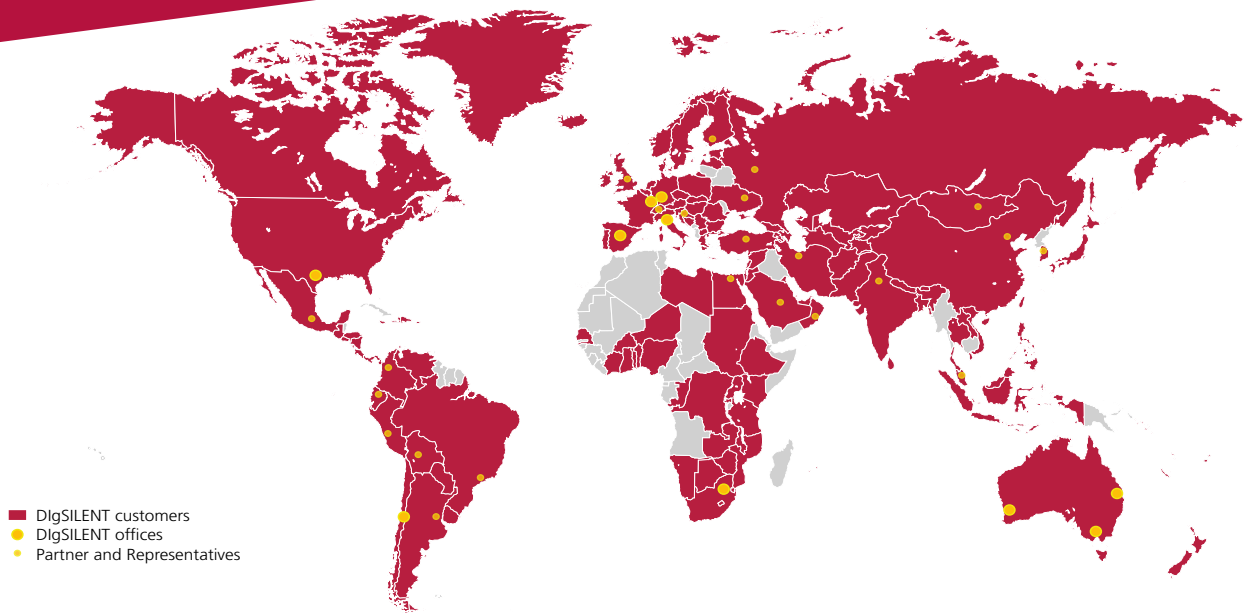 DIgSILENT customers
DIgSILENT offices
Partner and Representatives